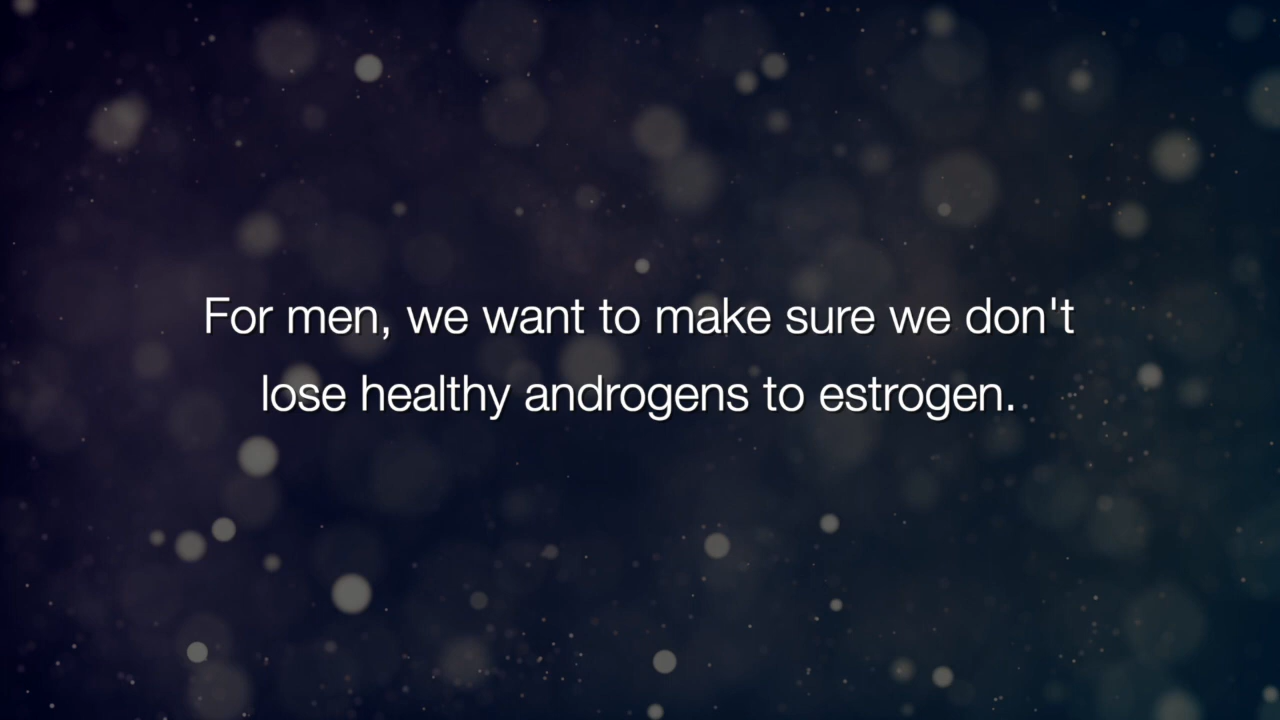 For men, we want to make sure we don't
lose healthy androgens to estrogen.